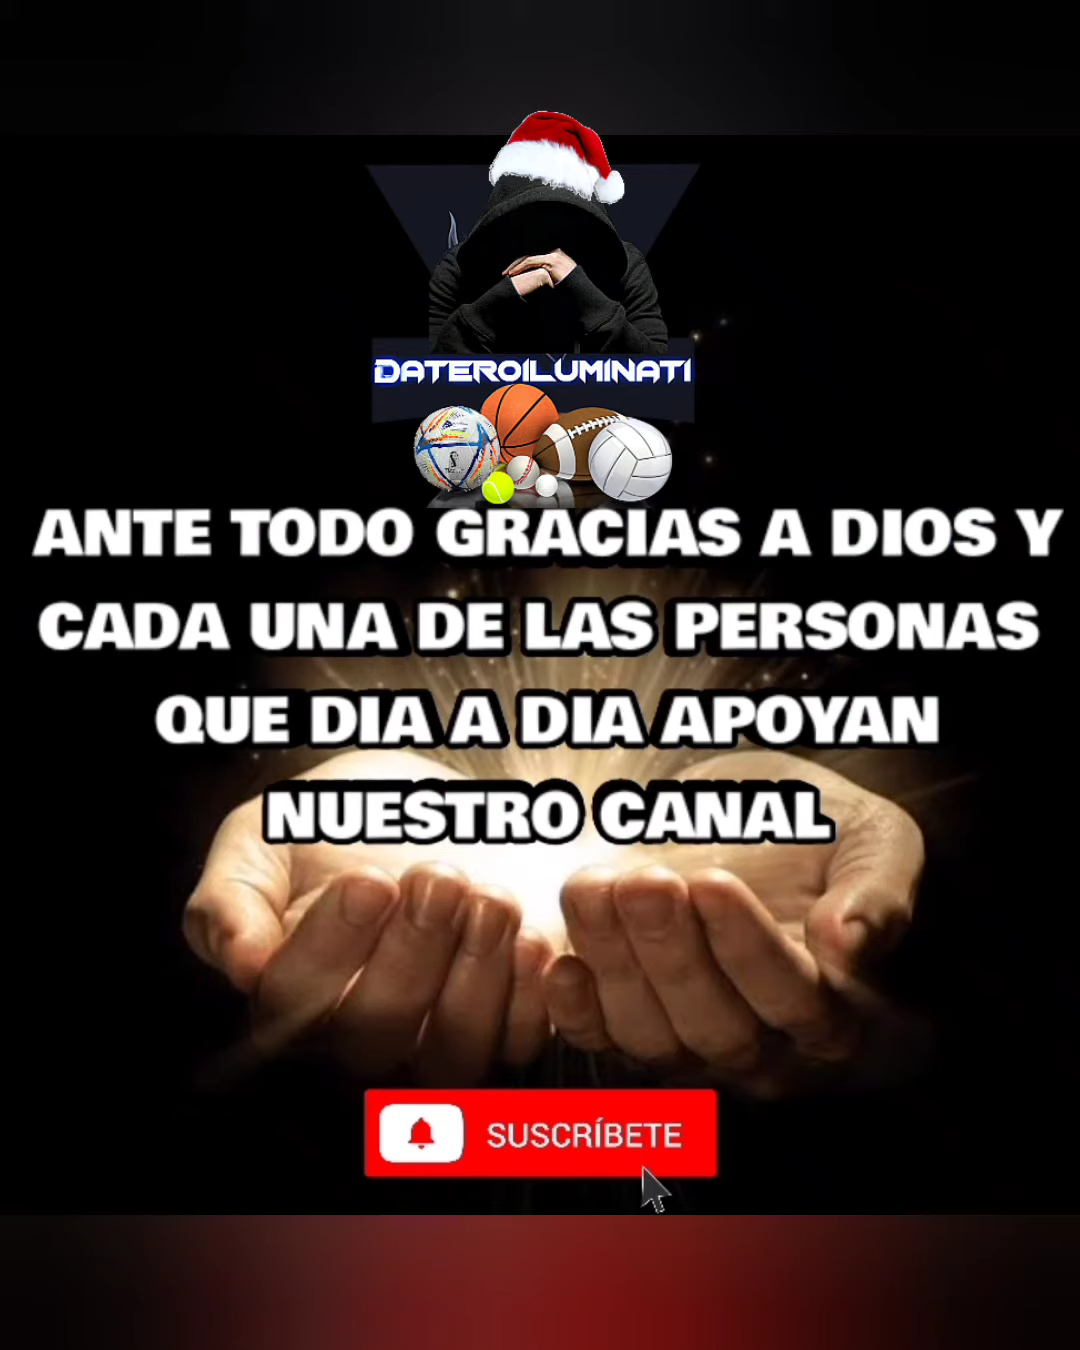 DATEROILUMINATI
ANTE TODO GRACIAS A DIOS Y
CADA UNA DE LAS PERSONAS
QUE DIA A DIA APOYAN
NUESTRO CANAL
SUSCRÍBETE